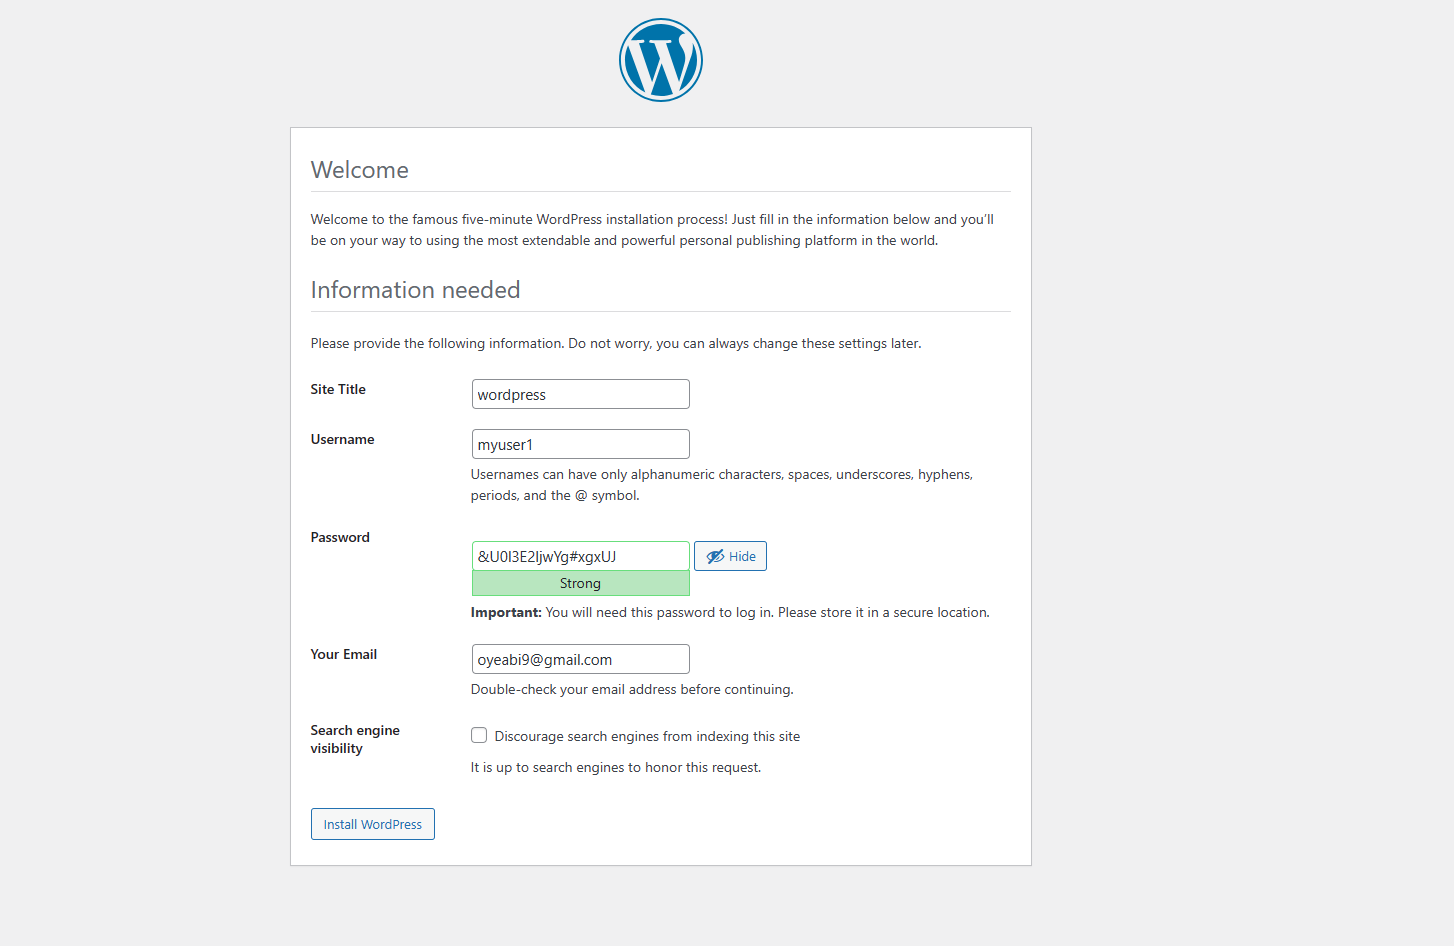 Welcome
Welcome to the famous five-minute WordPress installation process! Just fill in the information below and you’ll
be on your way to using the most extendable and powerful personal publishing platform in the world.
Information needed
Please provide the following information. Do not worry, you can always change these settings later.
Site Title
wordpress
Username
myuser1
Usernames can have only alphanumeric characters, spaces, underscores, hyphens,
periods, and the @ symbol.
Password
Hide
Strong
Important: You will need this password to log in. Please store it in a secure location.
Your Email
oyeabi9@gmail.com
Double-check your email address before continuing.
Search engine
visibility
Discourage search engines from indexing this site
It is up to search engines to honor this request.
Install WordPress